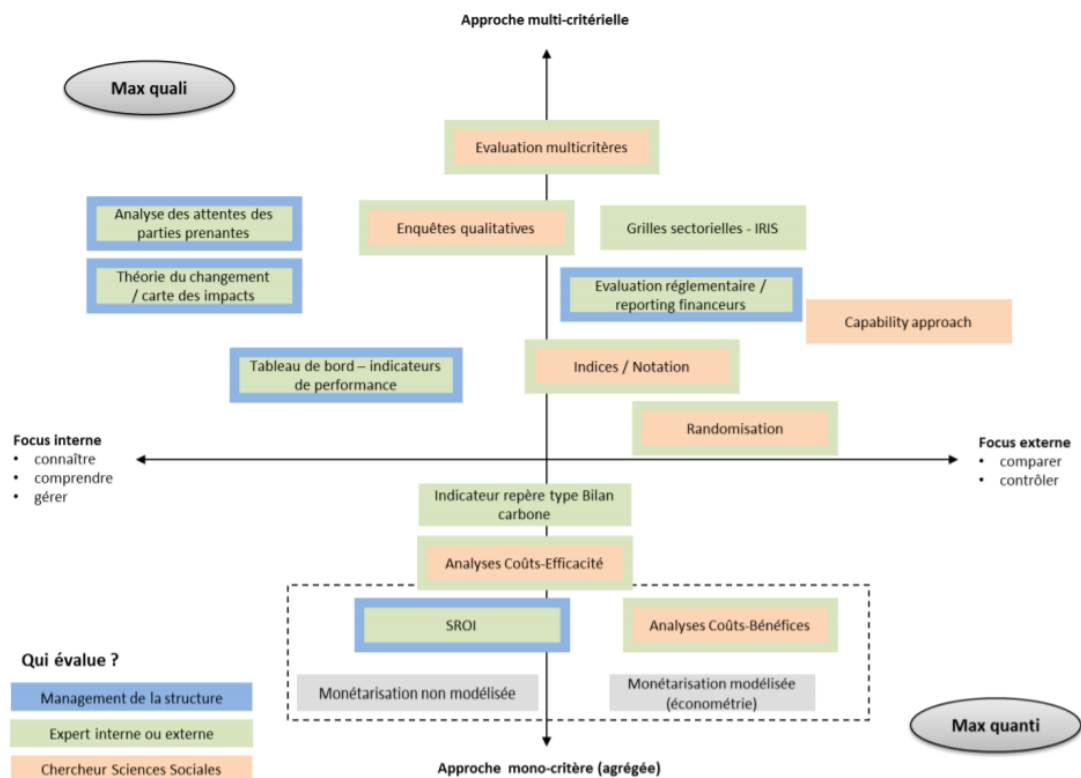 Approche multi-critérielle
Max quali
Evaluation multicritères
Analyse des attentes des
parties prenantes
Enquêtes qualitatives
Grilles sectorielles - IRIS
Théorie du changement
/ carte des impacts
Evaluation réglementaire /
reporting financeurs
Capability approach
Tableau de bord – indicateurs
de performance
Indices / Notation
Randomisation
Focus interne
• connaître
• comprendre
• gérer
Focus externe
• comparer
• contrôler
Indicateur repère type Bilan
carbone
Analyses Coûts-Efficacité
SROI
Analyses Coûts-Bénéfices
Monétarisation non modélisée
Monétarisation modélisée
(économétrie)
Qui évalue ?
Management de la structure
Expert interne ou externe
Chercheur Sciences Sociales
Max quanti
Approche mono-critère (agrégée)